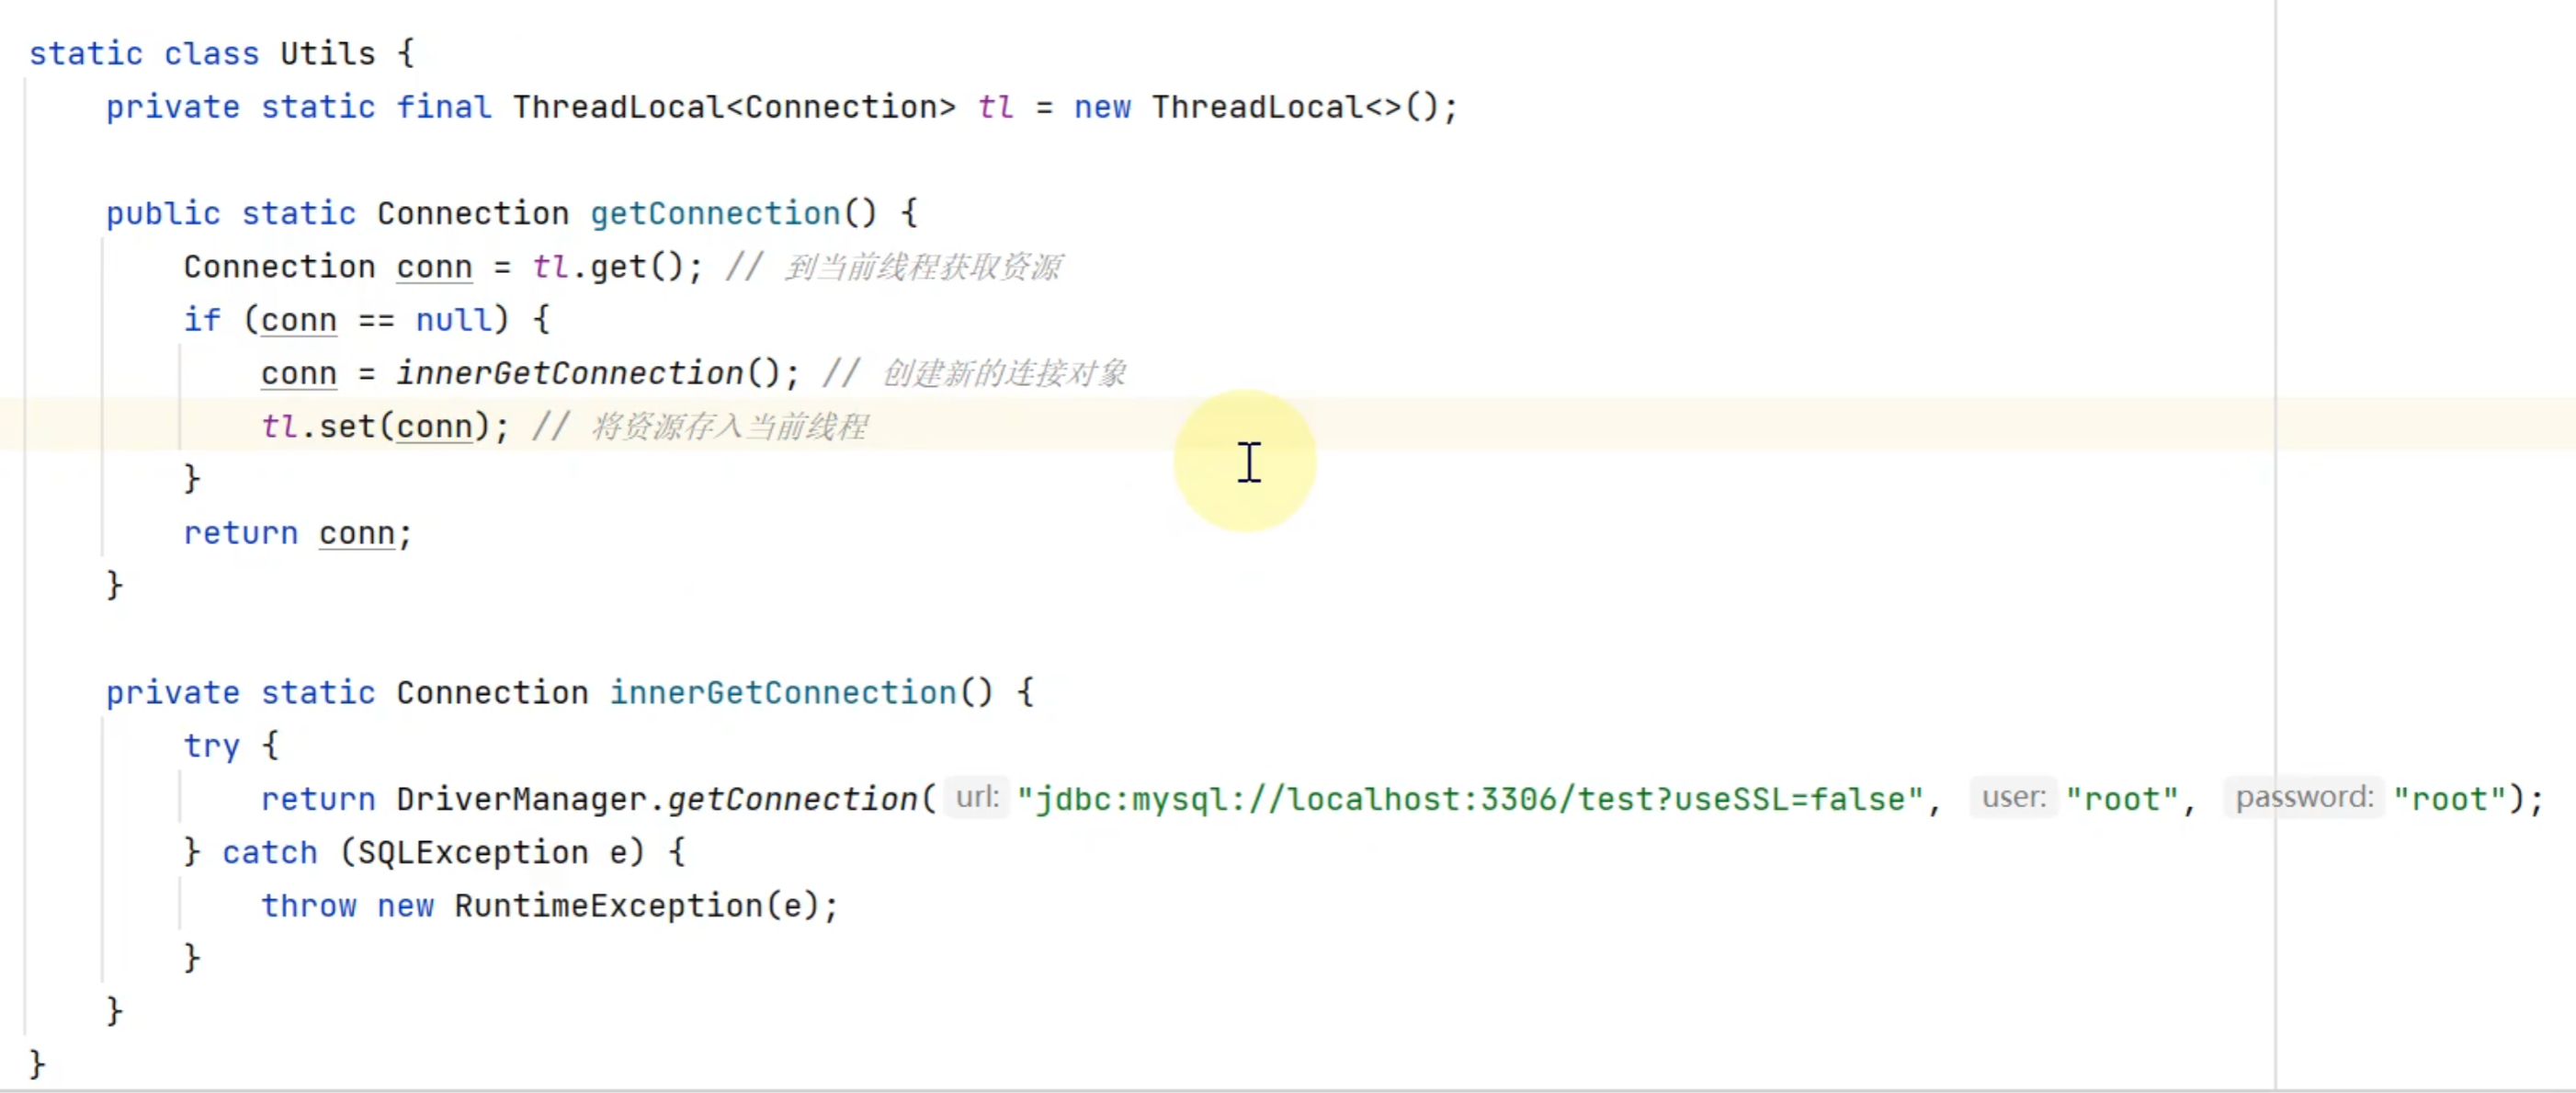 static class Utils {
private static final ThreadLocal<Connection> tl = new ThreadLocal<>();
public static Connection getConnection() {
Connection conn = tl.get(); // 到当前线程获取资源
if (conn == null) {
conn = innerGetConnection(); // 创建新的连接对象
tl.set(conn); // 将资源存入当前线程
}
return conn;
}
private static Connection innerGetConnection() {
try {
return DriverManager.getConnection( url: "jdbc:mysql://localhost:3306/test?useSSL=false", user: "root", password: "root");
} catch (SQLException e) {
throw new RuntimeException(e);
}
}
}